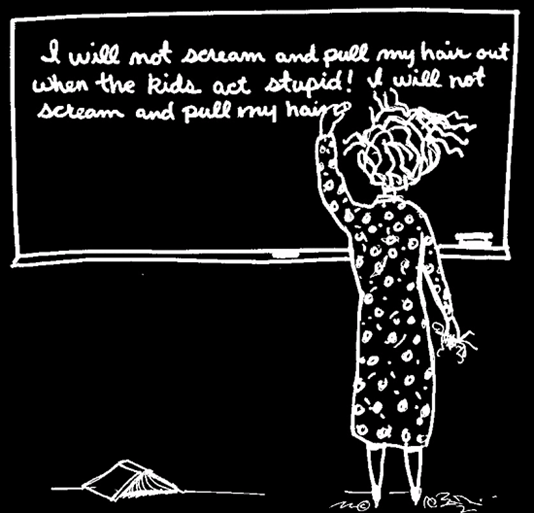 I will not scream and pull my hair out
when the kids act stupid! I will not
scream and pull my hair
©